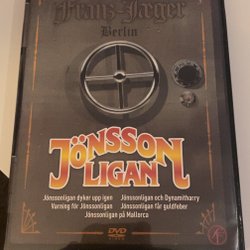 Franz Jæger
Berlin
JÖNSSON
LIGAN
Jönssonligan dyker upp igen
Jönssonligan och Dynamitharry
Varning för Jönssonligan
Jönssonligan får guldfeber
Jönssonligan på Mallorca
DVD